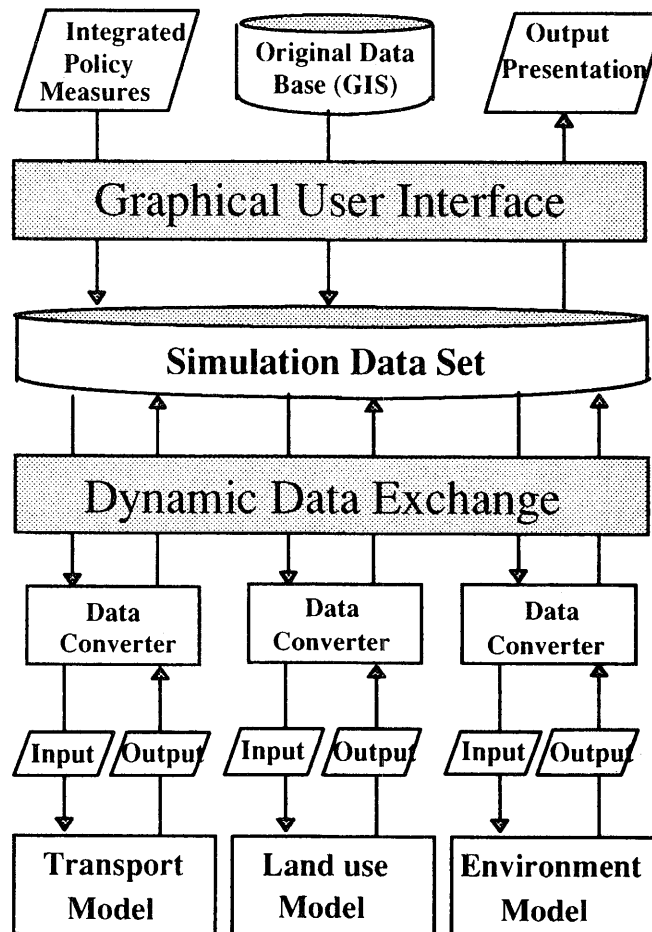 Integrated
Policy
Measures
Original Data
Base (GIS)
Output
Presentation
Graphical User Interface
Simulation Data Set
Dynamic Data Exchange
Data
Converter
Data
Converter
Data
Converter
Input
Output
Input
Output
Input
Output
Transport
Model
Land use
Model
Environment
Model